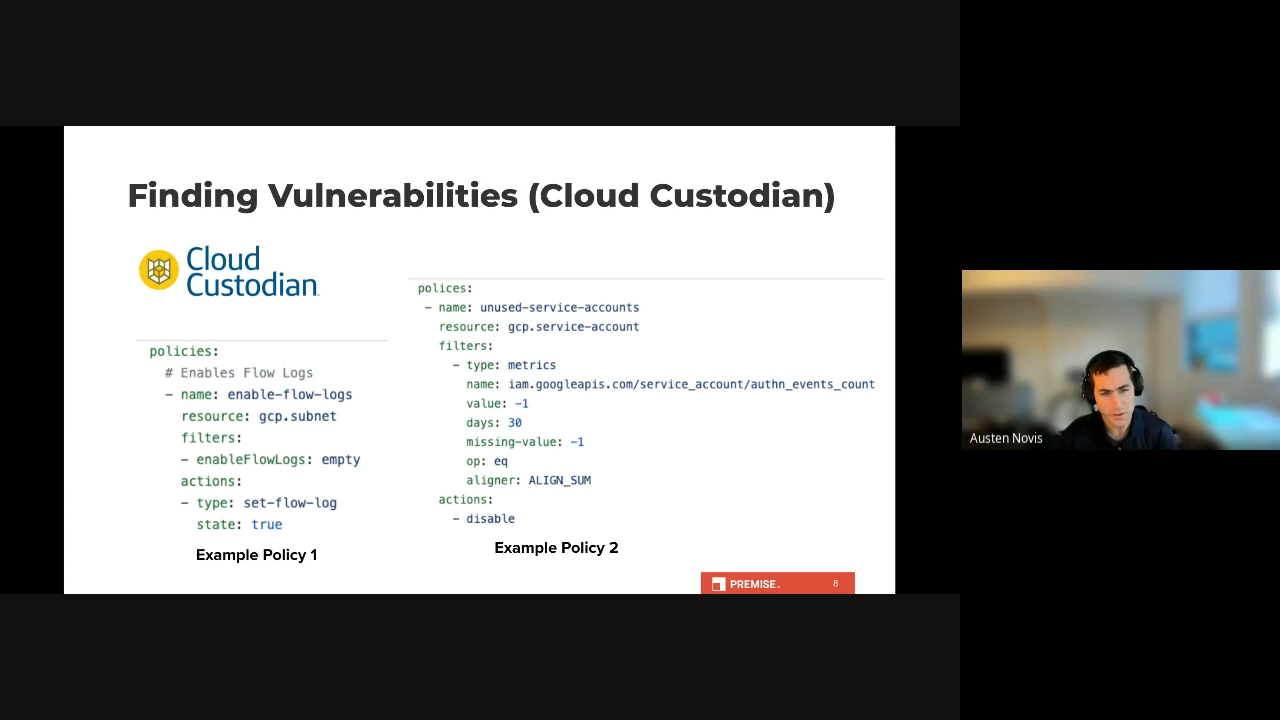 Finding Vulnerabilities (Cloud Custodian)
Cloud
Custodian
policies:
# Enables Flow Logs
- name: enable-flow-logs
resource: gcp.subnet
filters:
- enableFlowLogs: empty
actions:
- type: set-flow-log
state: true
Example Policy 1
polices:
- name: unused-service-accounts
resource: gcp.service-account
filters:
- type: metrics
name: iam.googleapis.com/service_account/authn_events_count
value: -1
days: 30
missing-value: -1
op: eq
aligner: ALIGN_SUM
actions:
- disable
Example Policy 2
PREMISE
8
Austen Novis